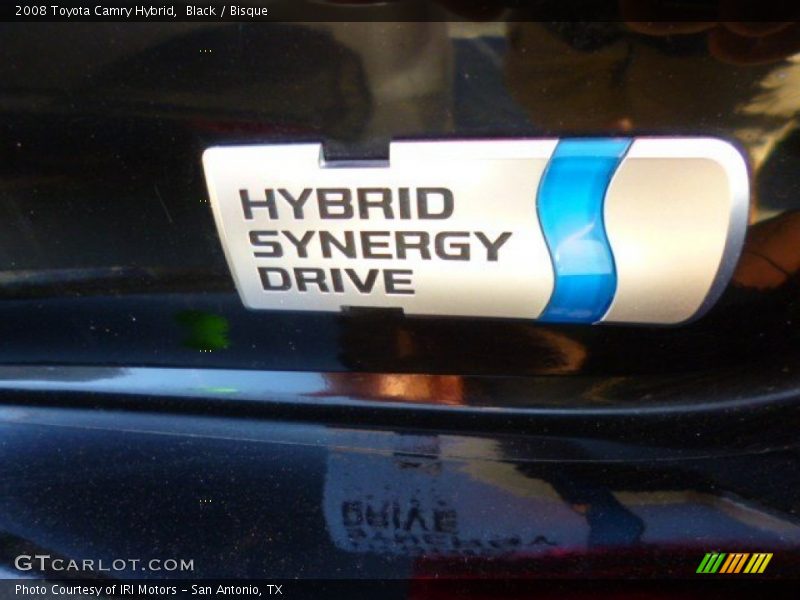 2008 Toyota Camry Hybrid,  Black / Bisque
HYBRID
SYNERGY
DRIVE
DRIVE
GTCARLOT.COM
Photo Courtesy of IRI Motors - San Antonio, TX